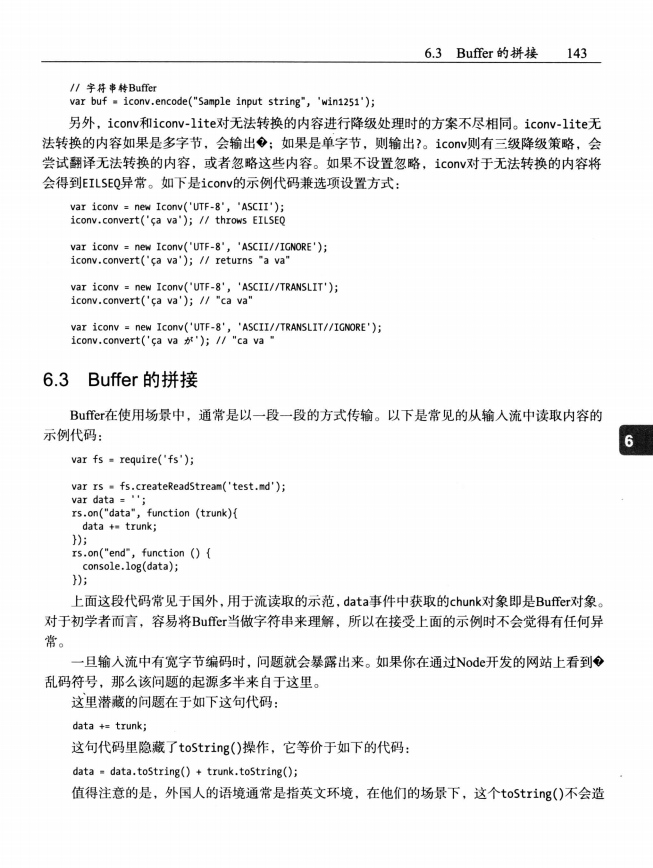 6.3 Buffer 的拼接 143
// 字符串转Buffer
var buf = iconv.encode("Sample input string", 'win1251');
另外，iconv和iconv-lite对无法转换的内容进行降级处理时的方案不尽相同。iconv-lite无
法转换的内容如果是多字节，会输出�；如果是单字节，则输出?。iconv则有三级降级策略，会
尝试翻译无法转换的内容，或者忽略这些内容。如果不设置忽略，iconv对于无法转换的内容将
会得到EILSEQ异常。如下是iconv的示例代码兼选项设置方式：
var iconv = new Iconv('UTF-8', 'ASCII');
iconv.convert('ça va'); // throws EILSEQ
var iconv = new Iconv('UTF-8', 'ASCII//IGNORE');
iconv.convert('ça va'); // returns "a va"
var iconv = new Iconv('UTF-8', 'ASCII//TRANSLIT');
iconv.convert('ça va'); // "ca va"
var iconv = new Iconv('UTF-8', 'ASCII//TRANSLIT//IGNORE');
iconv.convert('ça va が'); // "ca va "
6.3 Buffer 的拼接
Buffer在使用场景中，通常是以一段一段的方式传输。以下是常见的从输入流中读取内容的
示例代码：
6
var fs = require('fs');
var rs = fs.createReadStream('test.md');
var data = '';
rs.on("data", function (trunk){
data += trunk;
});
rs.on("end", function () {
console.log(data);
});
上面这段代码常见于国外，用于流读取的示范，data事件中获取的chunk对象即是Buffer对象。
对于初学者而言，容易将Buffer当做字符串来理解，所以在接受上面的示例时不会觉得有任何异
常。
一旦输入流中有宽字节编码时，问题就会暴露出来。如果你在通过Node开发的网站上看到�
乱码符号，那么该问题的起源多半来自于这里。
这里潜藏的问题在于如下这句代码：
data += trunk;
这句代码里隐藏了toString()操作，它等价于如下的代码：
data = data.toString() + trunk.toString();
值得注意的是，外国人的语境通常是指英文环境，在他们的场景下，这个toString()不会造